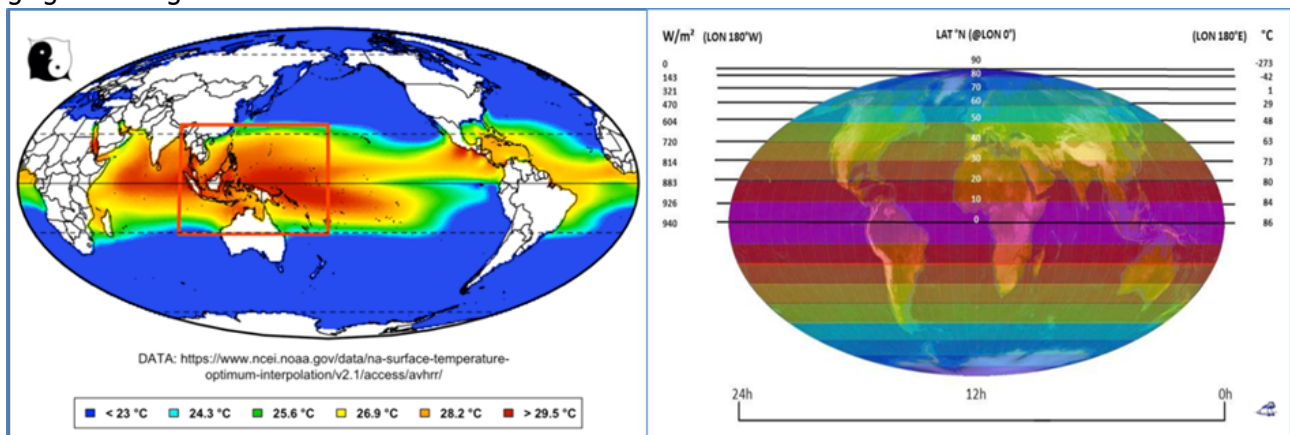 DATA: https://www.ncei.noaa.gov/data/na-surface-temperature-
optimum-interpolation/v2.1/access/avhrr/
< 23 °C 24.3 °C 25.6 °C 26.9 °C 28.2 °C > 29.5 °C
W/m² (LON 180°W) LAT °N (@LON 0°) (LON 180°E) °C
0 90 -273
143 80 -42
321 70 1
470 60 29
604 50 48
720 40 63
814 30 73
883 20 80
926 10 84
940 0 86
24h 12h 0h